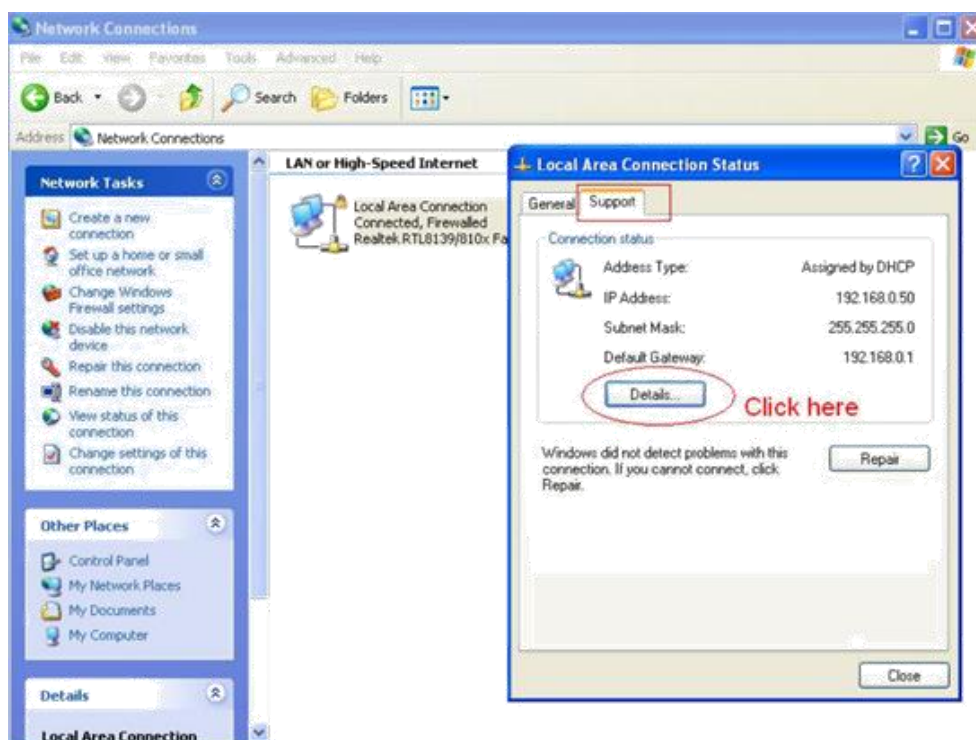 Network Connections
File Edit View Favorites Tools Advanced Help
Back Search Folders
Address Network Connections Go
Network Tasks
Create a new
connection
Set up a home or small
office network
Change Windows
Firewall settings
Disable this network
device
Repair this connection
Rename this connection
View status of this
connection
Change settings of this
connection
Other Places
Control Panel
My Network Places
My Documents
My Computer
Details
Local Area Connection
LAN or High-Speed Internet
Local Area Connection
Connected, Firewalled
Realtek RTL8139/810x Fa
Local Area Connection Status
General Support
Connection status
Address Type: Assigned by DHCP
IP Address: 192.168.0.50
Subnet Mask: 255.255.255.0
Default Gateway: 192.168.0.1
Details...
Click here
Windows did not detect problems with this
connection. If you cannot connect, click
Repair.
Repair
Close